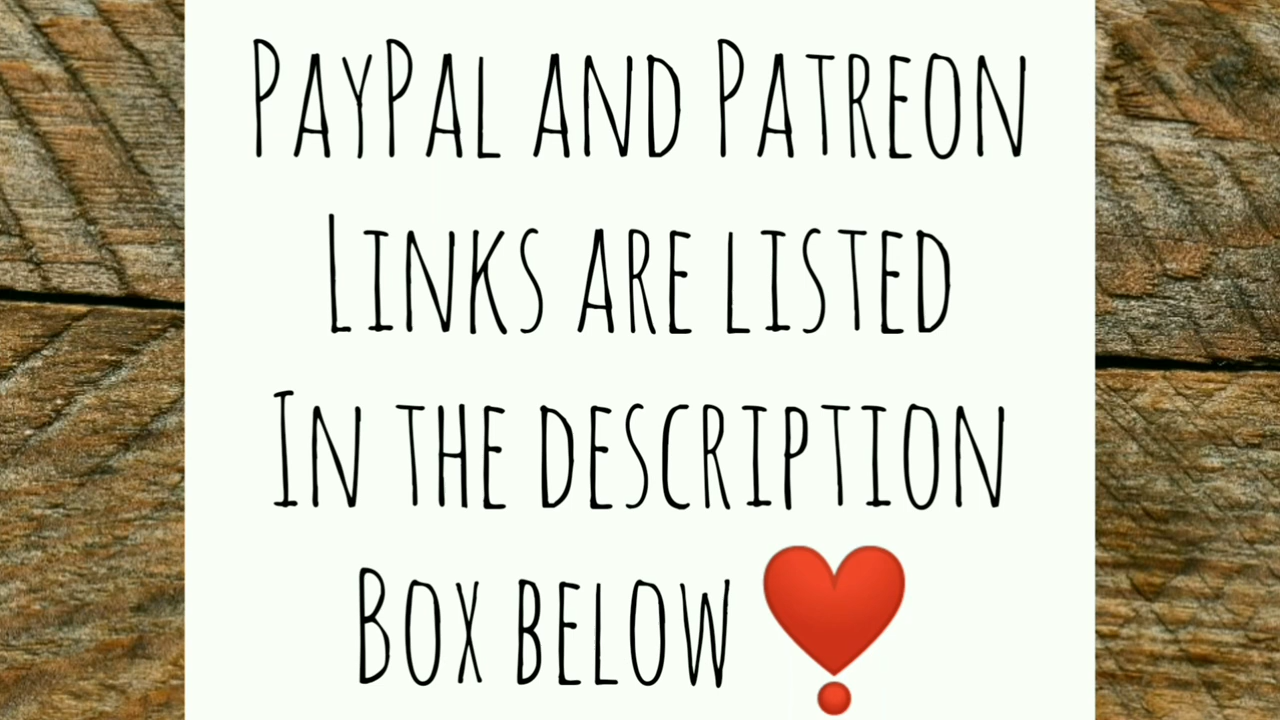 PayPal and Patreon
Links are listed
In the description
Box below ❣️